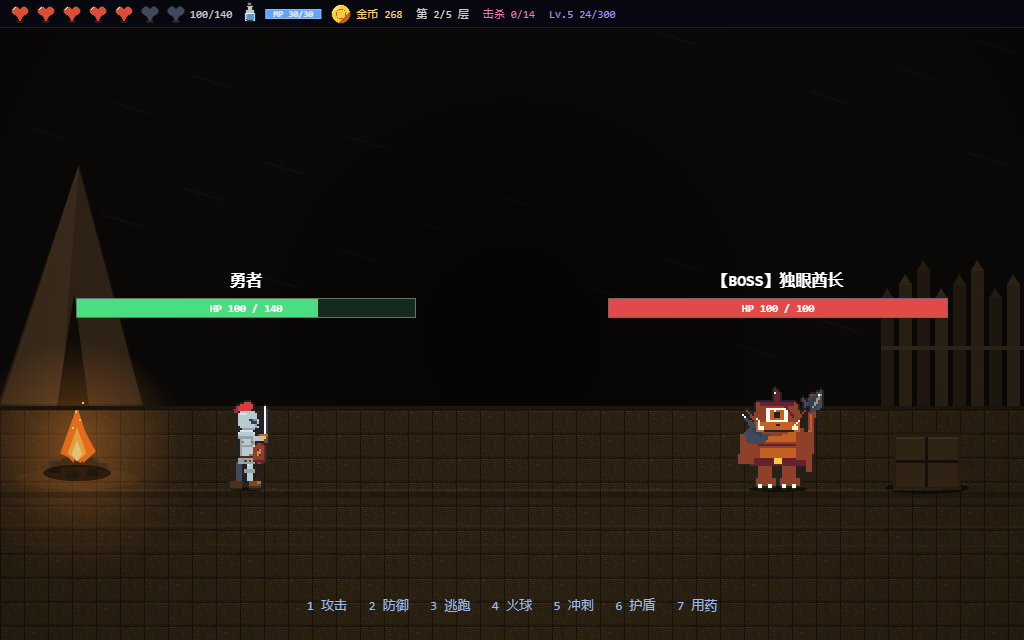 100/140 MP 30/30 金币 268 第 2/5 层 击杀 0/14 Lv.5 24/300
勇者
HP 100 / 140
【BOSS】独眼酋长
HP 100 / 100
1 攻击 2 防御 3 逃跑 4 火球 5 冲刺 6 护盾 7 用药